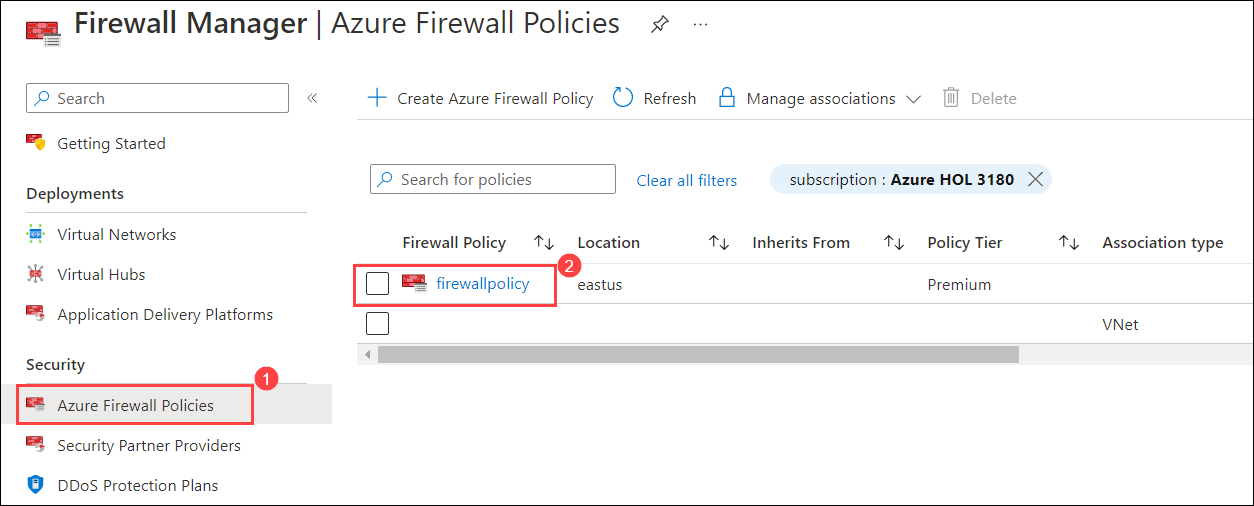 Firewall Manager | Azure Firewall Policies ...
Search «
Getting Started
Deployments
Virtual Networks
Virtual Hubs
Application Delivery Platforms
Security
1
Azure Firewall Policies
Security Partner Providers
DDoS Protection Plans
+ Create Azure Firewall Policy Refresh Manage associations Delete
Search for policies Clear all filters subscription : Azure HOL 3180 ×
Firewall Policy ↑↓ Location ↑↓ Inherits From ↑↓ Policy Tier ↑↓ Association type
2
firewallpolicy eastus Premium
VNet